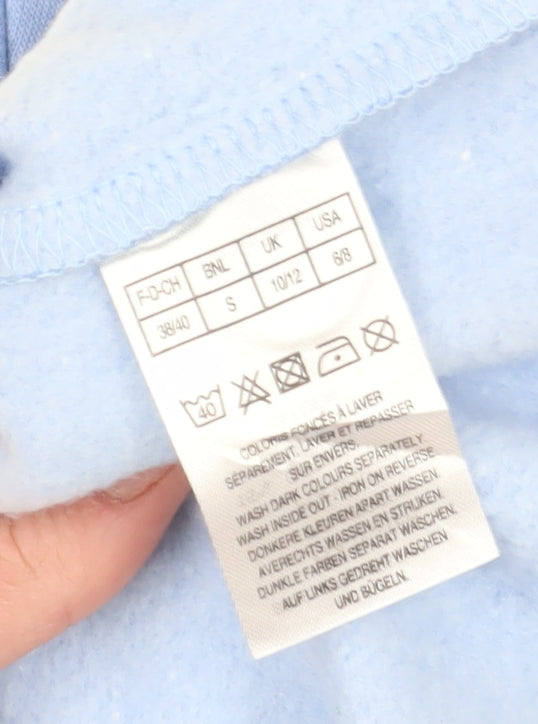 F-D-CH BNL UK USA
38/40 S 10/12 6/8
40
COLORIS FONCÉS À LAVER
SEPAREMENT, LAVER ET REPASSER
SUR ENVERS.
WASH DARK COLOURS SEPARATELY,
WASH INSIDE OUT - IRON ON REVERSE
DONKERE KLEUREN APART WASSEN,
AVERECHTS WASSEN EN STRIJKEN.
DUNKLE FARBEN SEPARAT WASCHEN.
AUF LINKS GEDREHT WASCHEN
UND BÜGELN.